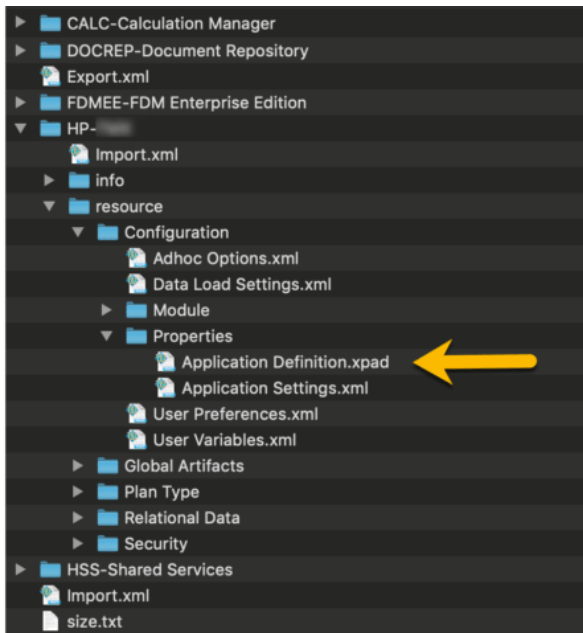 CALC-Calculation Manager
DOCREP-Document Repository
Export.xml
FDMEE-FDM Enterprise Edition
HP-
Import.xml
info
resource
Configuration
Adhoc Options.xml
Data Load Settings.xml
Module
Properties
Application Definition.xpad
Application Settings.xml
User Preferences.xml
User Variables.xml
Global Artifacts
Plan Type
Relational Data
Security
HSS-Shared Services
Import.xml
size.txt